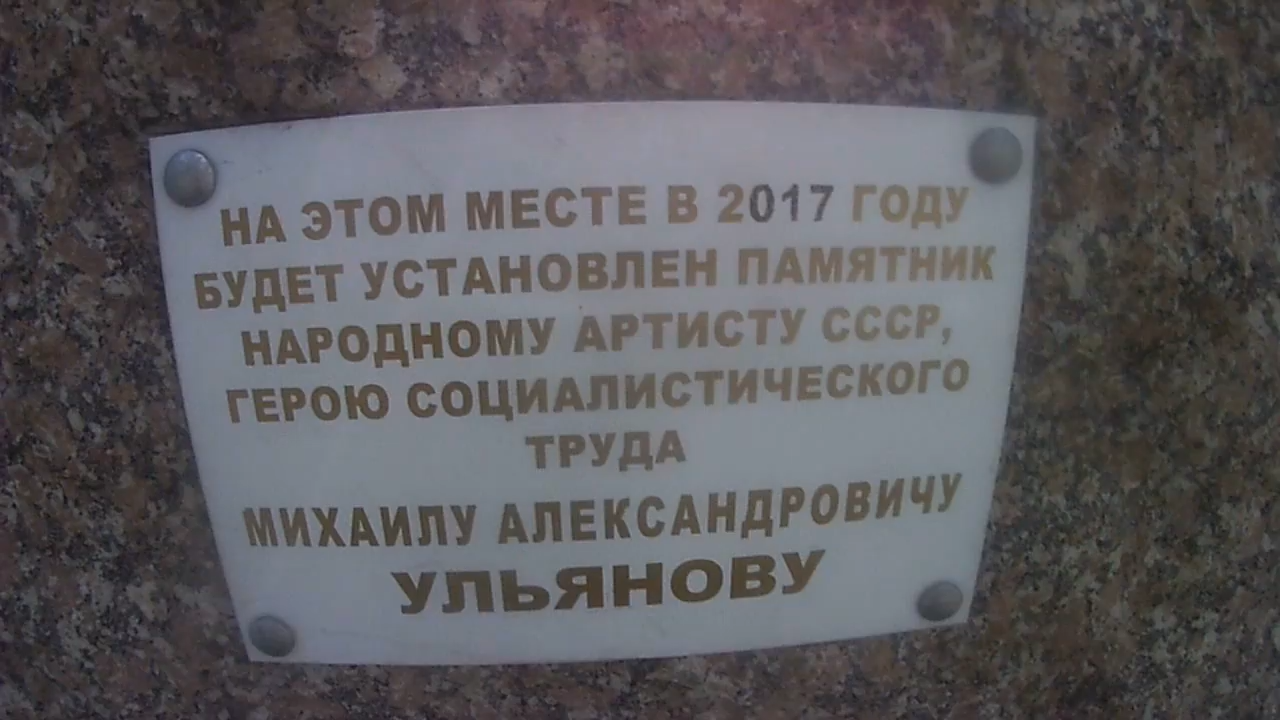 НА ЭТОМ МЕСТЕ В 2017 ГОДУ
БУДЕТ УСТАНОВЛЕН ПАМЯТНИК
НАРОДНОМУ АРТИСТУ СССР,
ГЕРОЮ СОЦИАЛИСТИЧЕСКОГО
ТРУДА
МИХАИЛУ АЛЕКСАНДРОВИЧУ
УЛЬЯНОВУ